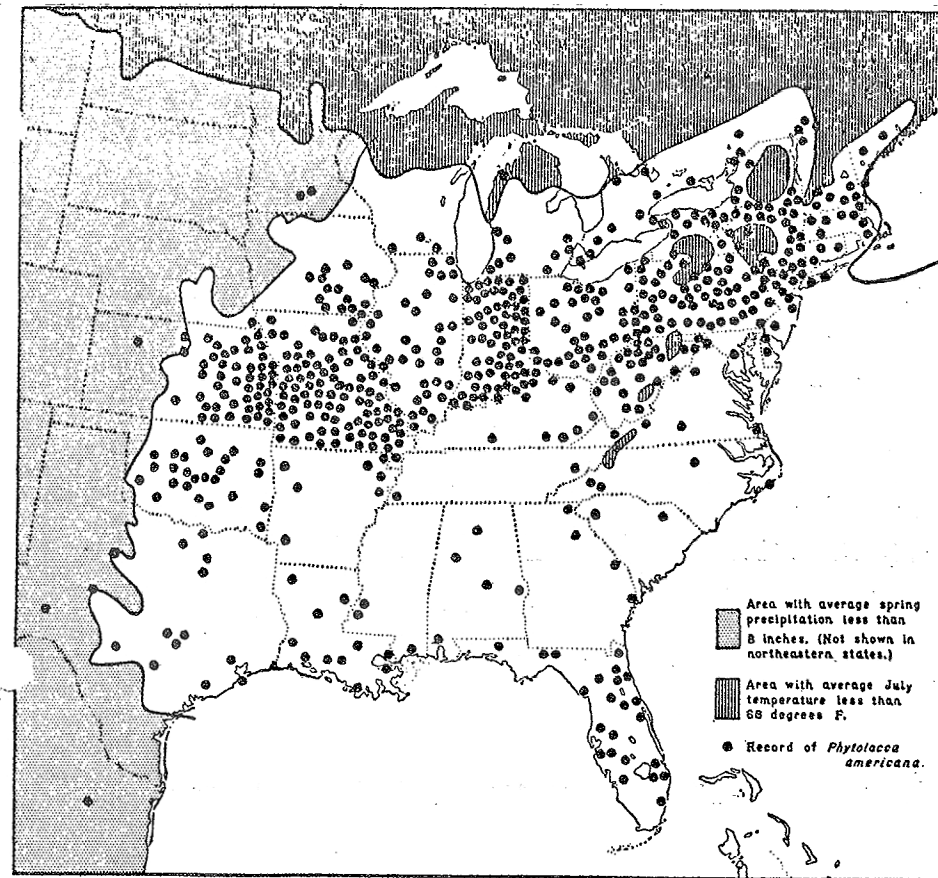 Area with average spring
precipitation less than
8 inches. (Not shown in
northeastern states.)
Area with average July
temperature less than
68 degrees F.
Record of Phytolacca
americana.